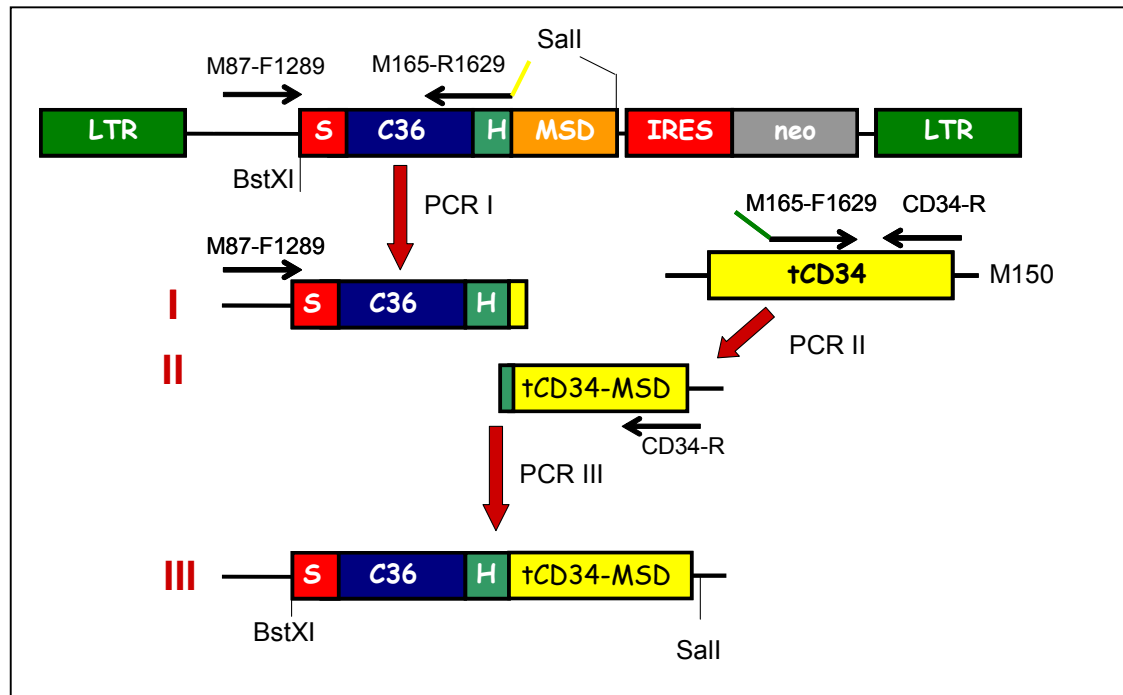 SalI
M87-F1289 M165-R1629
LTR S C36 H MSD IRES neo LTR
BstXI
PCR I
M165-F1629 CD34-R
M87-F1289
tCD34 M150
I S C36 H
PCR II
II
tCD34-MSD
CD34-R
PCR III
III S C36 H tCD34-MSD
BstXI
SalI